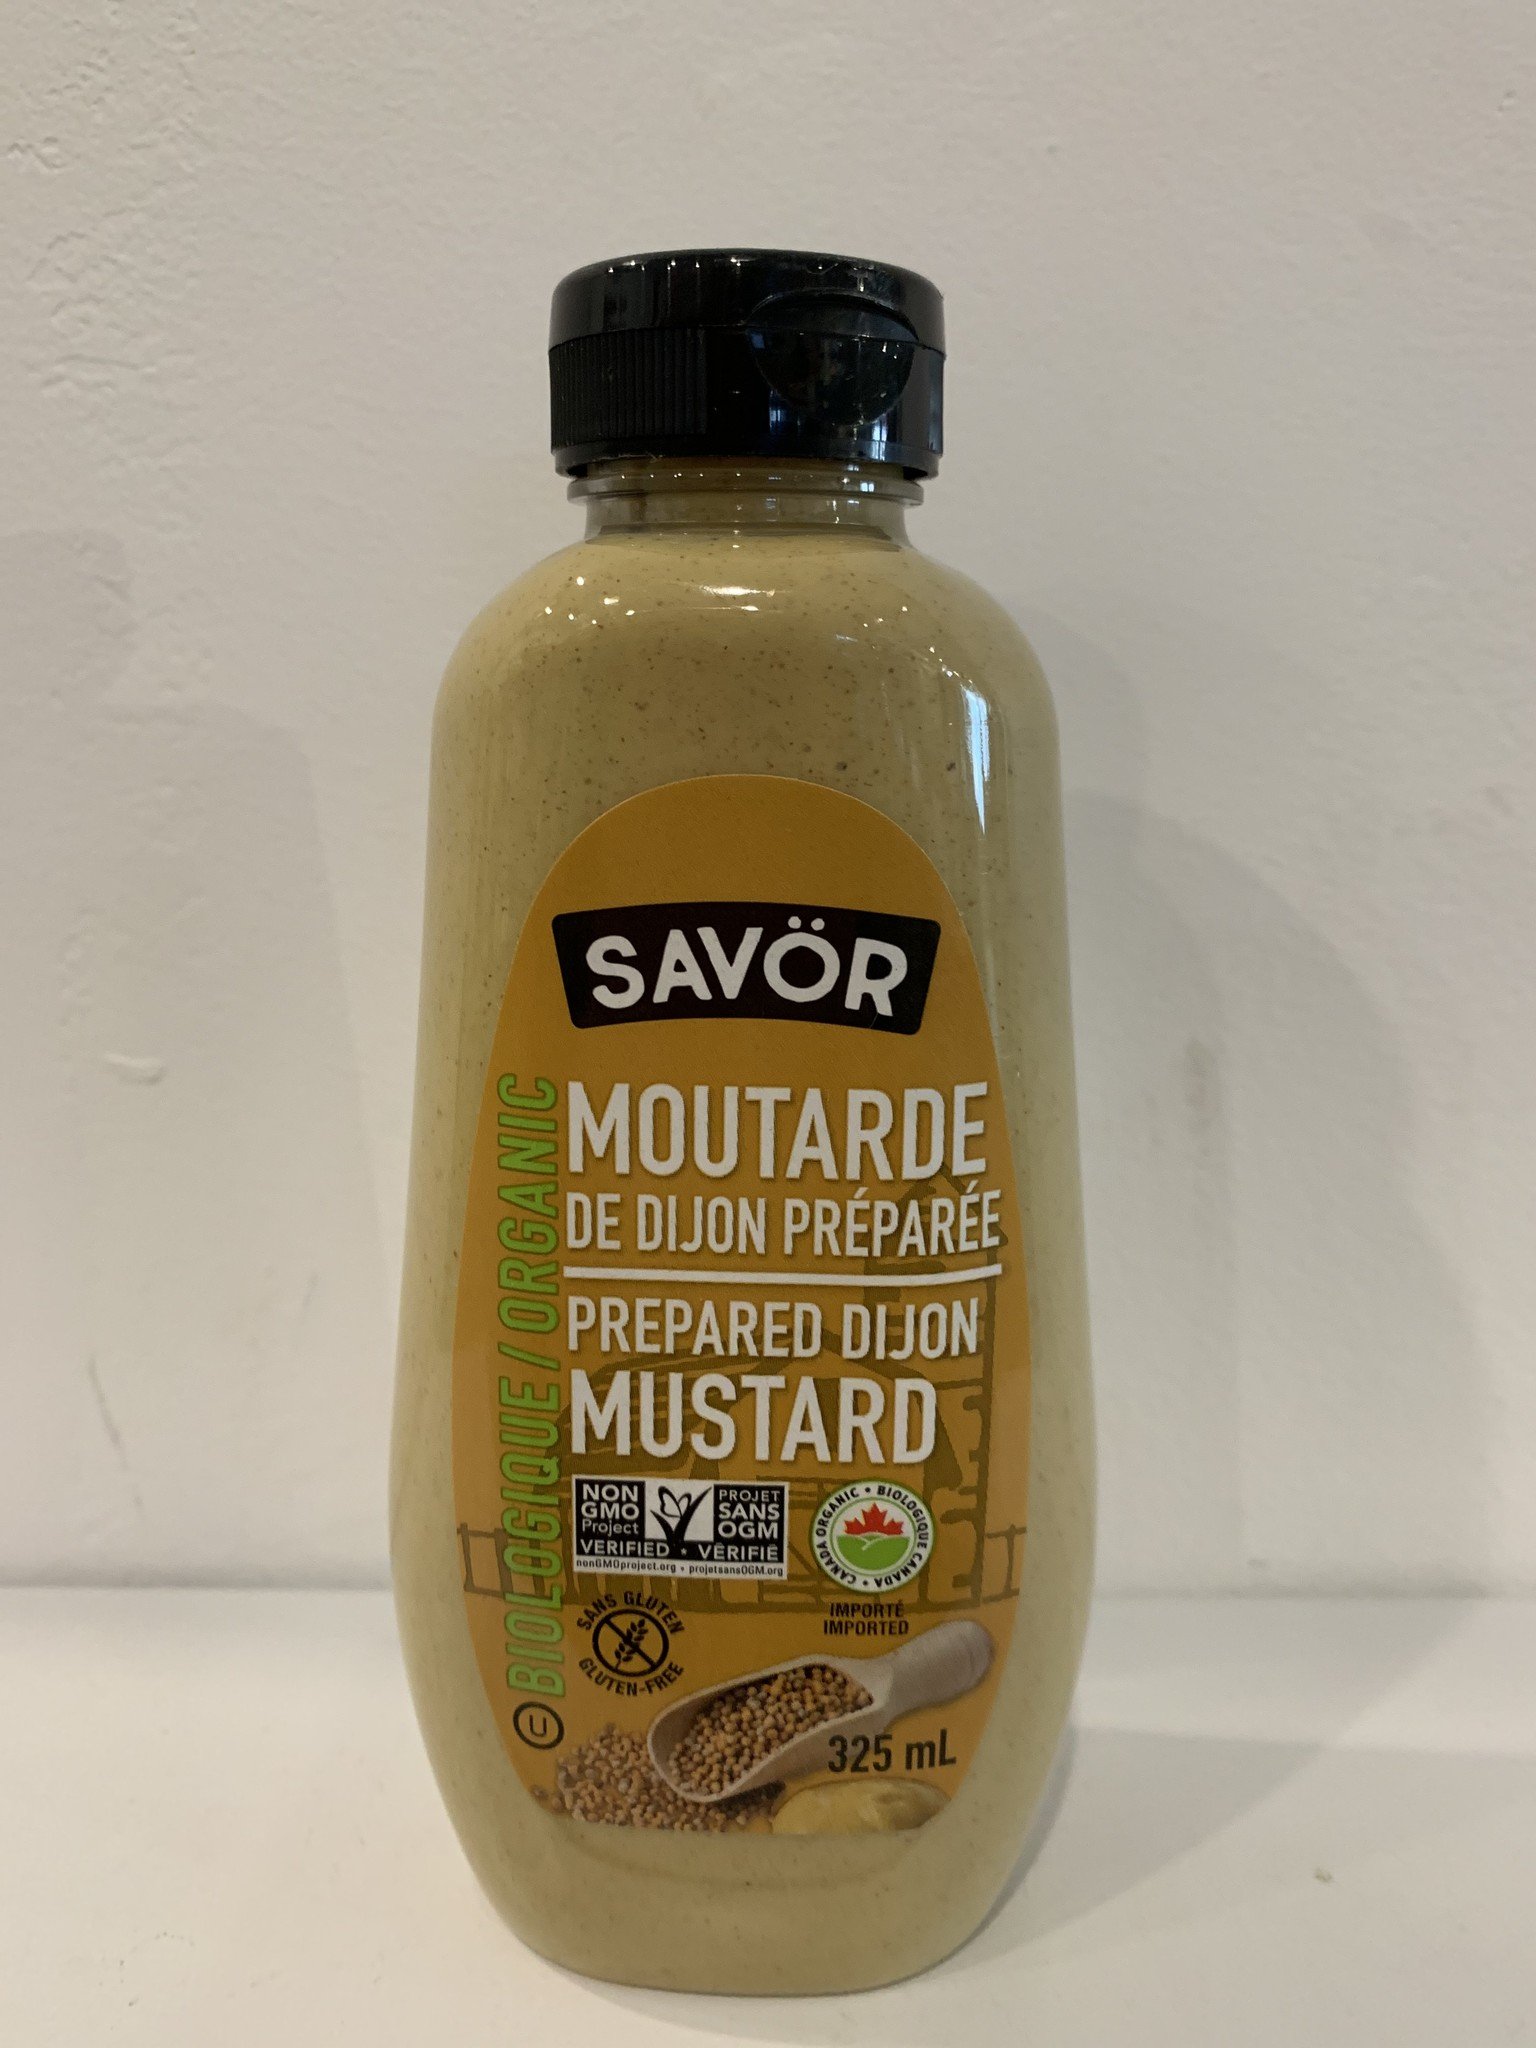 SAVÖR
BIOLOGIQUE / ORGANIC
MOUTARDE
DE DIJON PRÉPARÉE
PREPARED DIJON
MUSTARD
NON
GMO
Project
VERIFIED
PROJET
SANS
OGM
VÉRIFIÉ
nonGMOproject.org • projetsansOGM.org
CANADA ORGANIC • BIOLOGIQUE CANADA •
IMPORTÉ
IMPORTED
SANS GLUTEN
GLUTEN-FREE
U
325 mL